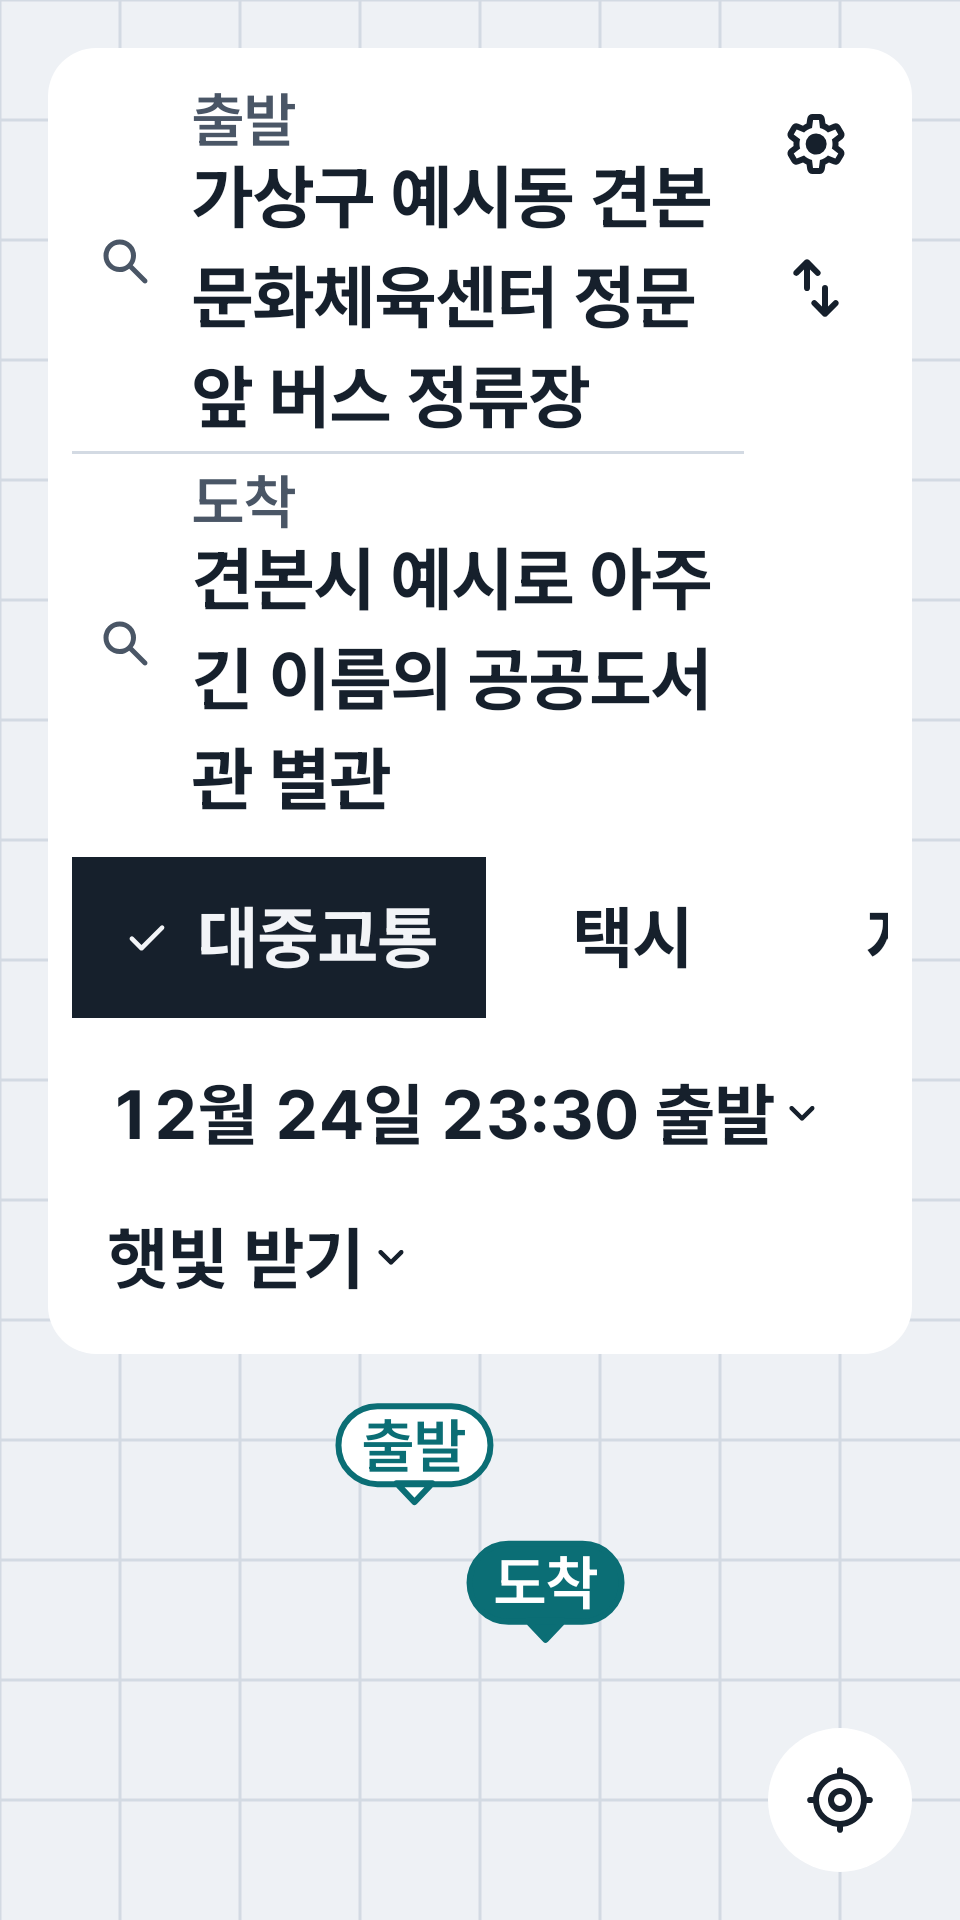 출발
가상구 예시동 견본
문화체육센터 정문
앞 버스 정류장
도착
견본시 예시로 아주
긴 이름의 공공도서
관 별관
대중교통 택시
12월 24일 23:30 출발
햇빛 받기
출발
도착